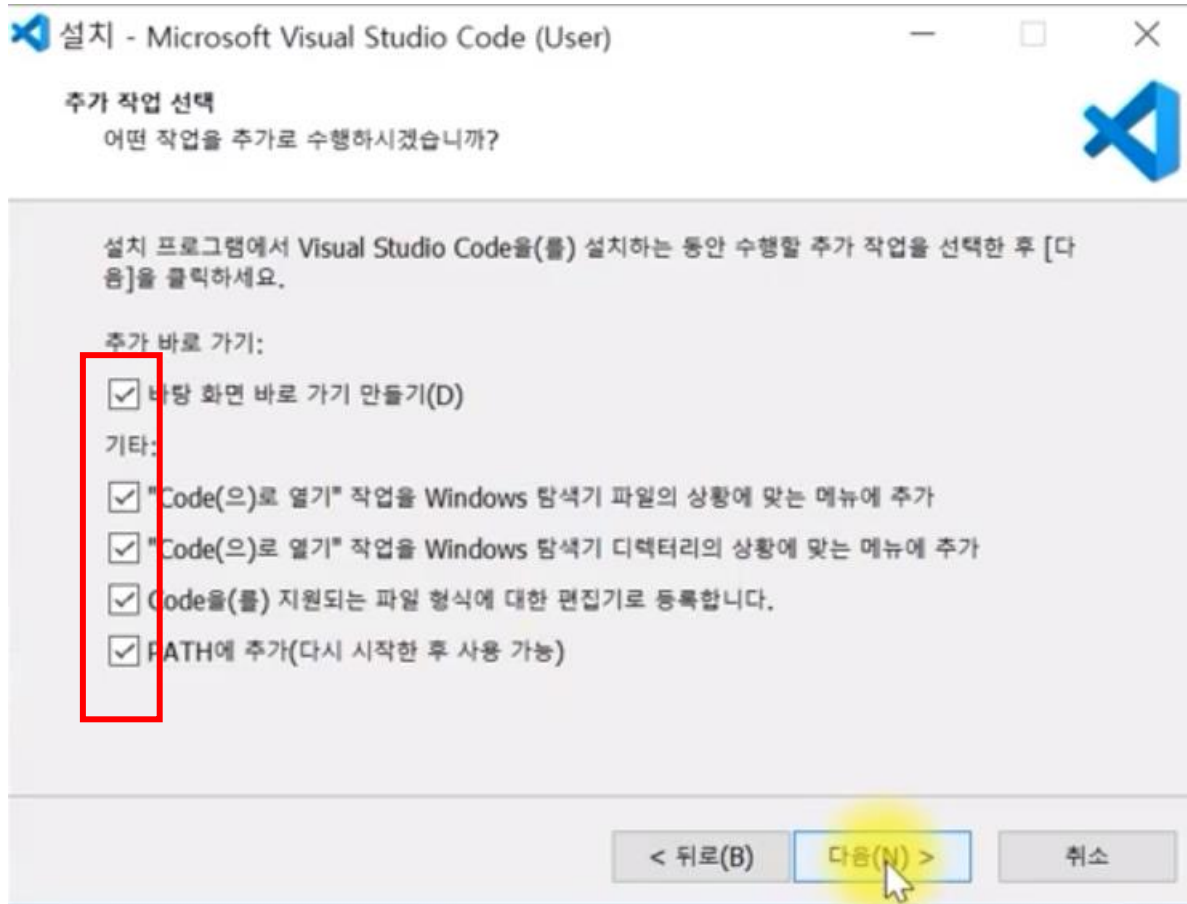 설치 - Microsoft Visual Studio Code (User)
추가 작업 선택
어떤 작업을 추가로 수행하시겠습니까?
설치 프로그램에서 Visual Studio Code을(를) 설치하는 동안 수행할 추가 작업을 선택한 후 [다
음]을 클릭하세요.
추가 바로 가기:
바탕 화면 바로 가기 만들기(D)
기타:
"Code(으)로 열기" 작업을 Windows 탐색기 파일의 상황에 맞는 메뉴에 추가
"Code(으)로 열기" 작업을 Windows 탐색기 디렉터리의 상황에 맞는 메뉴에 추가
Code을(를) 지원되는 파일 형식에 대한 편집기로 등록합니다.
PATH에 추가(다시 시작한 후 사용 가능)
< 뒤로(B) 다음(N) > 취소